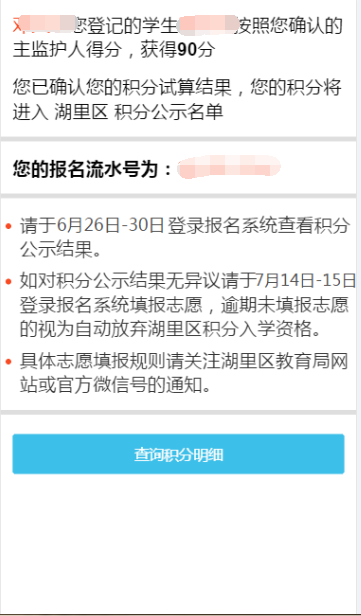 您登记的学生 按照您确认的
主监护人得分，获得90分
您已确认您的积分试算结果，您的积分将
进入 湖里区 积分公示名单
您的报名流水号为：
请于6月26日-30日登录报名系统查看积分
公示结果。
如对积分公示结果无异议请于7月14日-15日
登录报名系统填报志愿，逾期未填报志愿
的视为自动放弃湖里区积分入学资格。
具体志愿填报规则请关注湖里区教育局网
站或官方微信号的通知。
查询积分明细